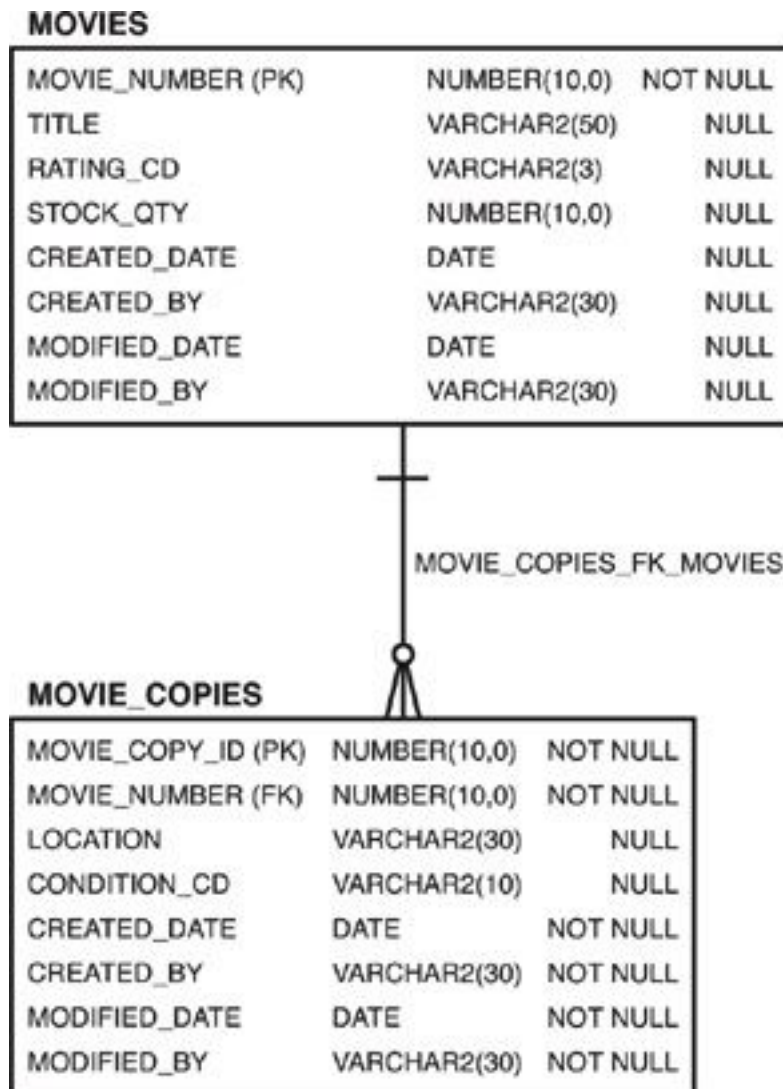 MOVIES
MOVIE_NUMBER (PK) NUMBER(10,0) NOT NULL
TITLE VARCHAR2(50) NULL
RATING_CD VARCHAR2(3) NULL
STOCK_QTY NUMBER(10,0) NULL
CREATED_DATE DATE NULL
CREATED_BY VARCHAR2(30) NULL
MODIFIED_DATE DATE NULL
MODIFIED_BY VARCHAR2(30) NULL
MOVIE_COPIES_FK_MOVIES
MOVIE_COPIES
MOVIE_COPY_ID (PK) NUMBER(10,0) NOT NULL
MOVIE_NUMBER (FK) NUMBER(10,0) NOT NULL
LOCATION VARCHAR2(30) NULL
CONDITION_CD VARCHAR2(10) NULL
CREATED_DATE DATE NOT NULL
CREATED_BY VARCHAR2(30) NOT NULL
MODIFIED_DATE DATE NOT NULL
MODIFIED_BY VARCHAR2(30) NOT NULL